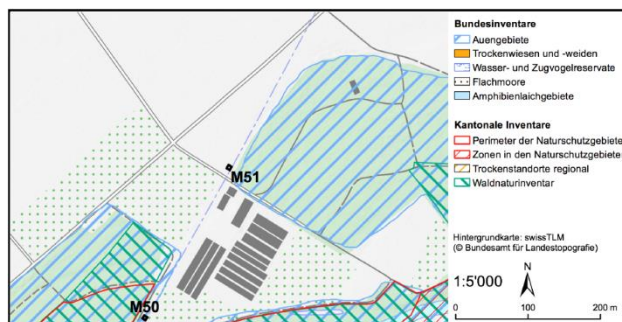 M51
M50
Bundesinventare
Auengebiete
Trockenwiesen und -weiden
Wasser- und Zugvogelreservate
Flachmoore
Amphibienlaichgebiete
Kantonale Inventare
Perimeter der Naturschutzgebiete
Zonen in den Naturschutzgebieten
Trockenstandorte regional
Waldnaturinventar
Hintergrundkarte: swissTLM
(© Bundesamt für Landestopografie)
N
1:5'000
0 100 200 m